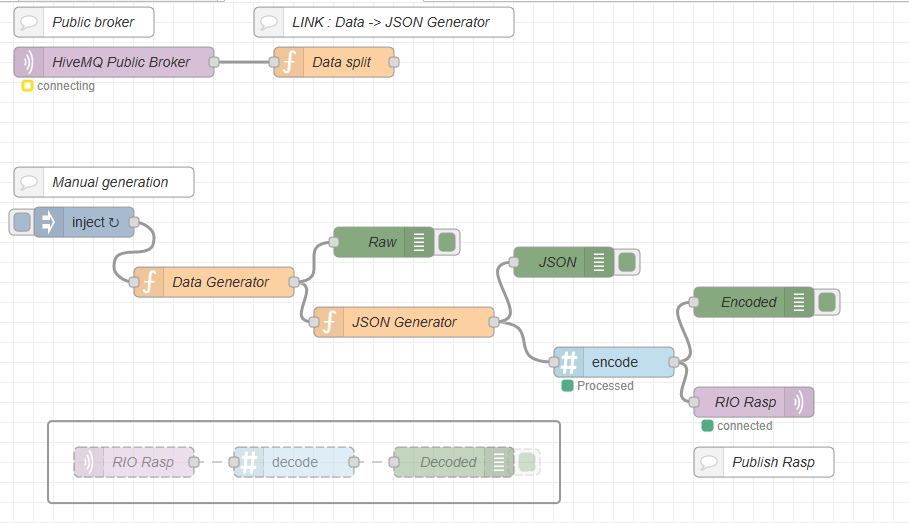 Public broker
LINK : Data -> JSON Generator
HiveMQ Public Broker
Data split
connecting
Manual generation
inject ↻
Raw
JSON
Data Generator
Encoded
JSON Generator
encode
Processed
RIO Rasp
connected
RIO Rasp
decode
Decoded
Publish Rasp